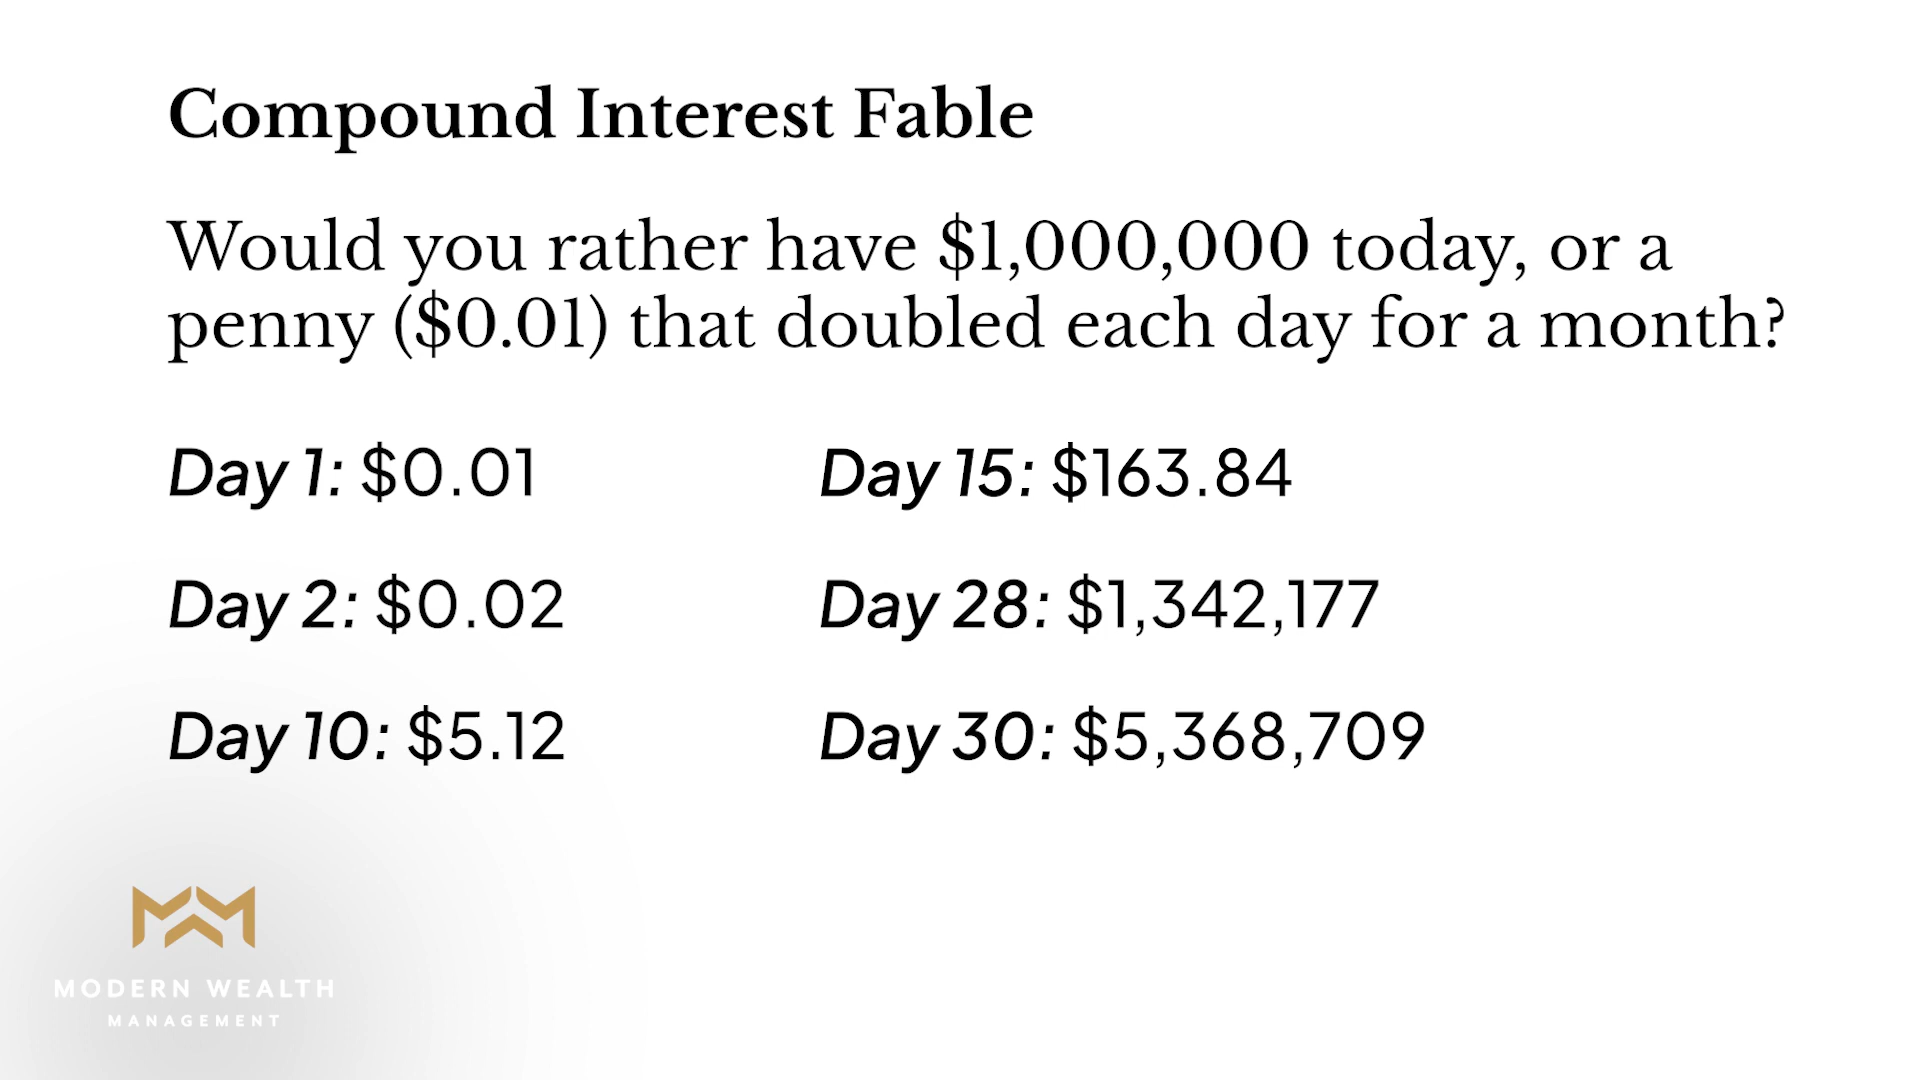 Compound Interest Fable
Would you rather have $1,000,000 today, or a
penny ($0.01) that doubled each day for a month?
Day 1: $0.01
Day 2: $0.02
Day 10: $5.12
Day 15: $163.84
Day 28: $1,342,177
Day 30: $5,368,709
MODERN WEALTH
MANAGEMENT